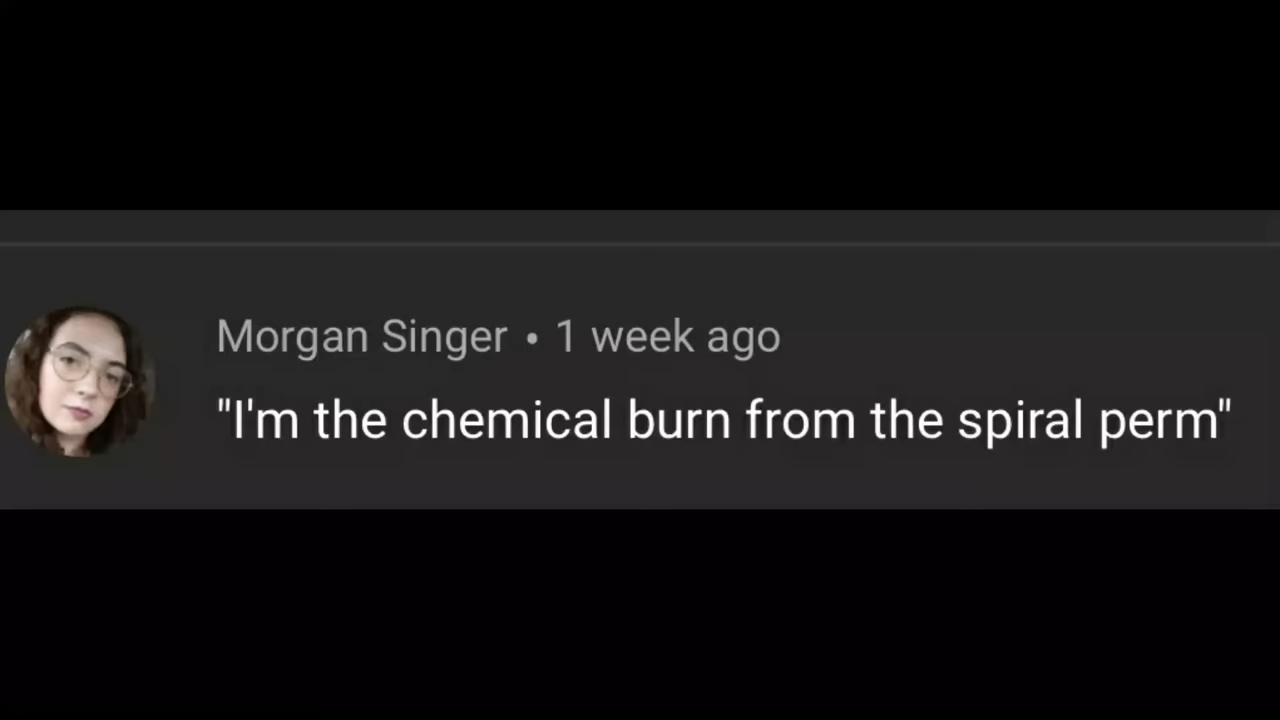 Morgan Singer • 1 week ago
"I'm the chemical burn from the spiral perm"